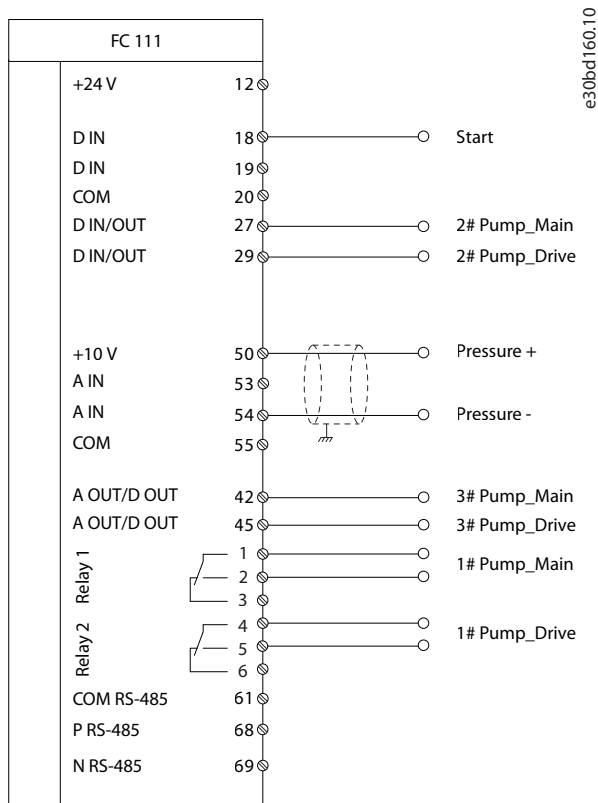 e30bd160.10
FC 111
+24 V 12
D IN 18 Start
D IN 19
COM 20
D IN/OUT 27 2# Pump_Main
D IN/OUT 29 2# Pump_Drive
+10 V 50 Pressure +
A IN 53
A IN 54 Pressure -
COM 55
A OUT/D OUT 42 3# Pump_Main
A OUT/D OUT 45 3# Pump_Drive
Relay 1
1
2
3
1# Pump_Main
Relay 2
4
5
6
1# Pump_Drive
COM RS-485 61
P RS-485 68
N RS-485 69